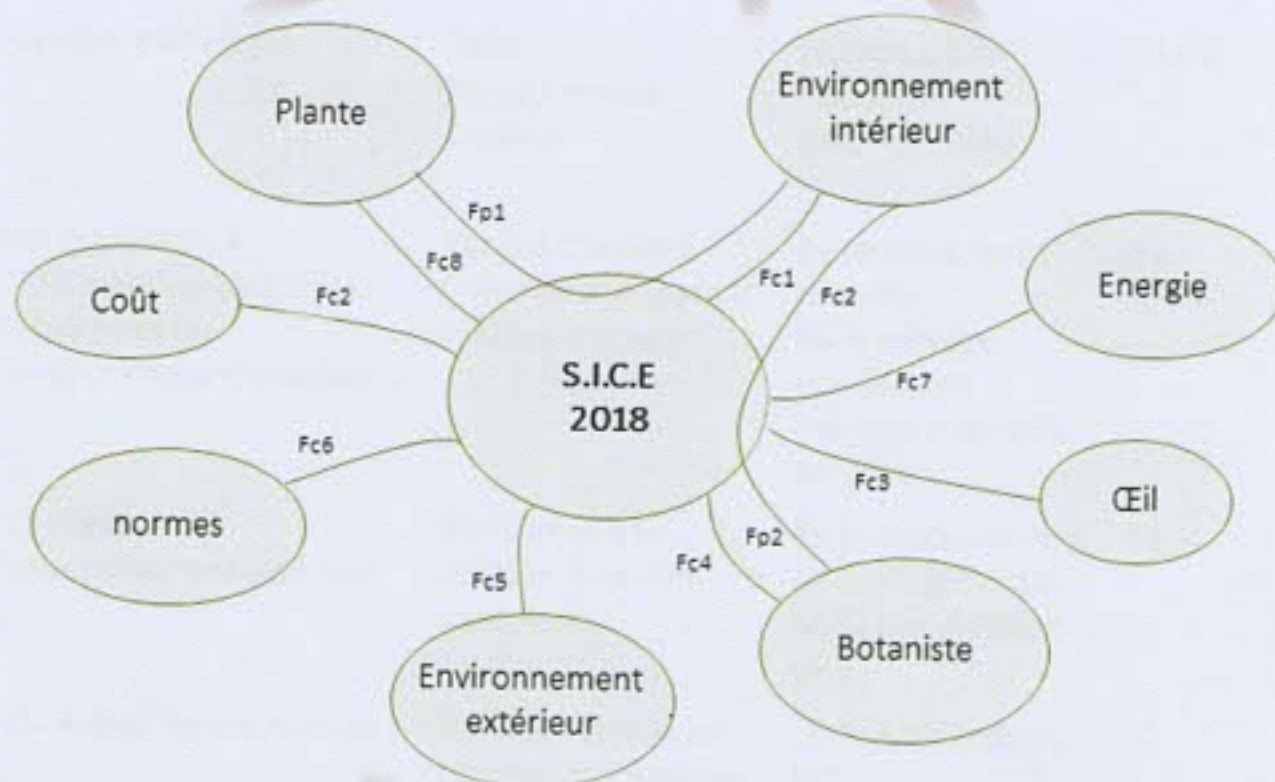 Plante
Environnement
intérieur
Fp1
Fc8
Fc1
Fc2
Coût
Fc2
Energie
S.I.C.E
2018
Fc7
Fc6
normes
Fc3
Œil
Fp2
Fc4
Fc5
Botaniste
Environnement
extérieur